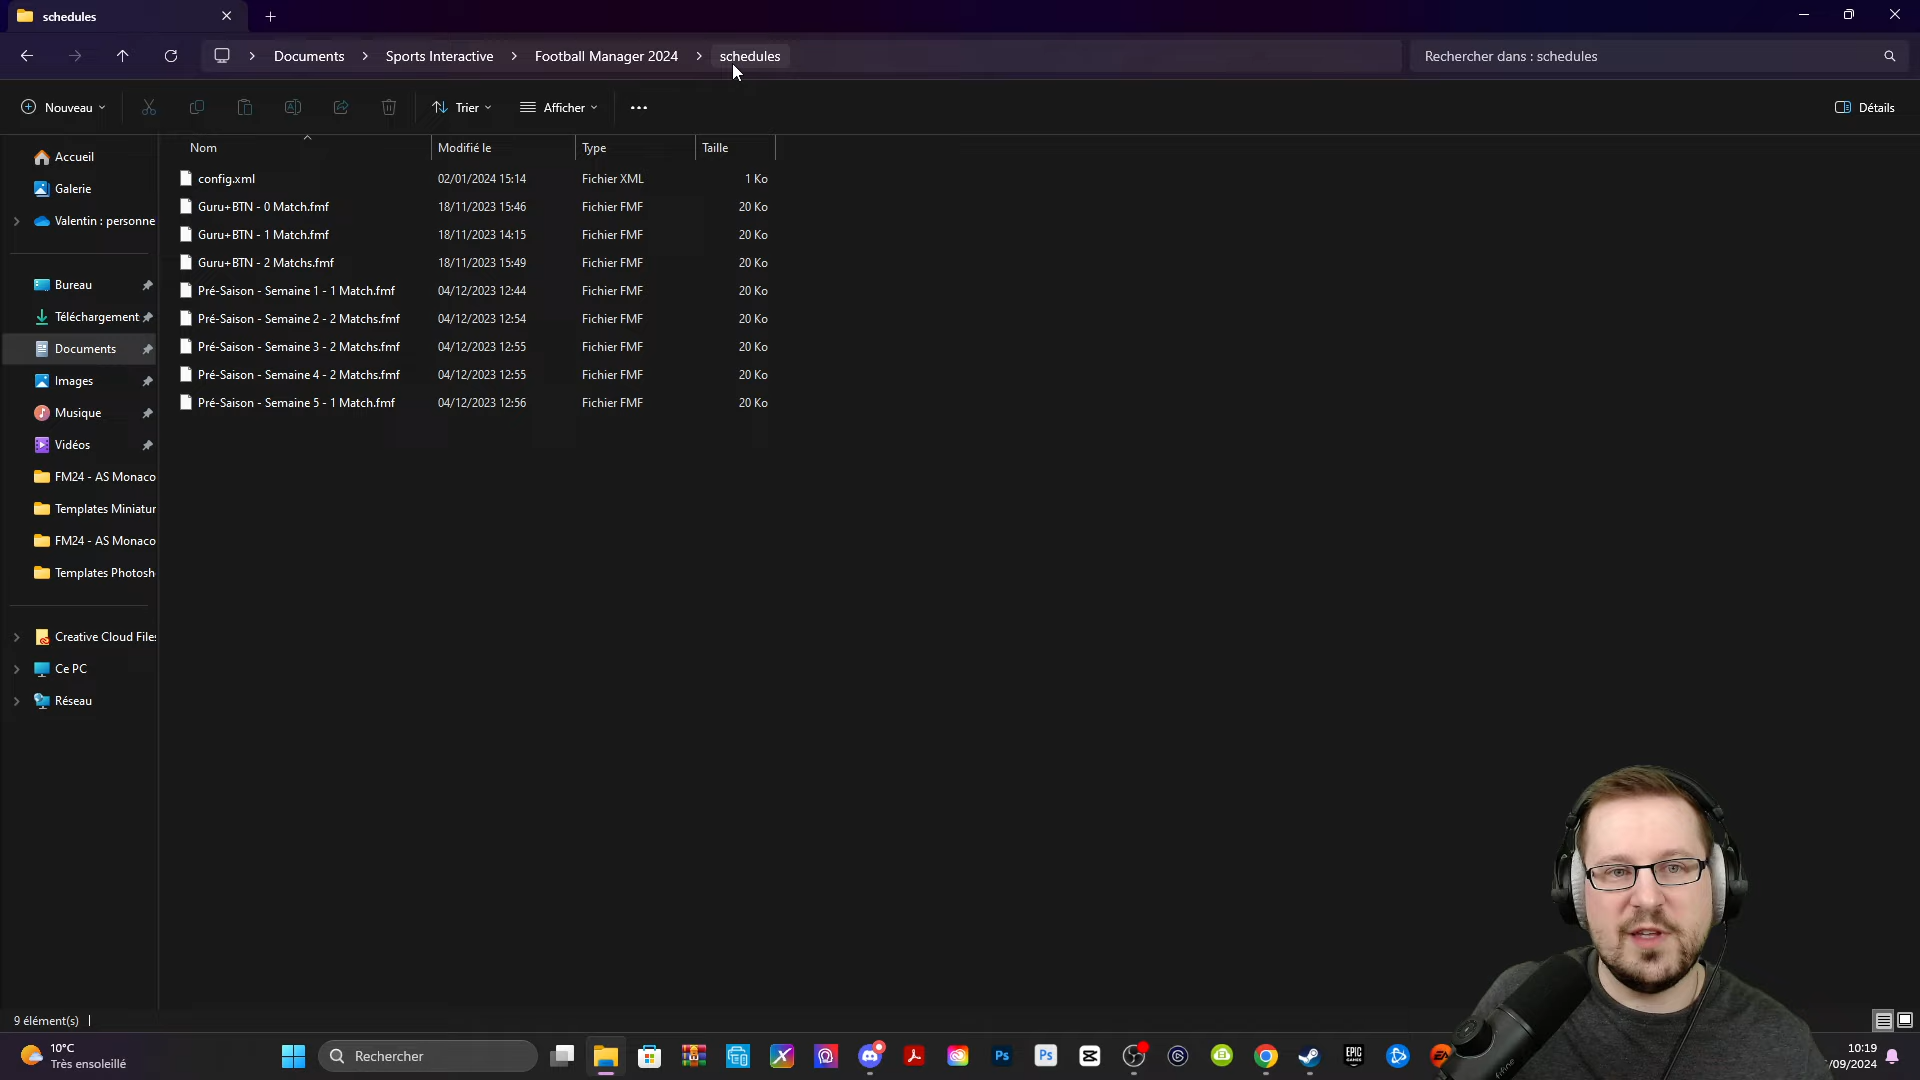 schedules
Documents
Sports Interactive
Football Manager 2024
schedules
Rechercher dans : schedules
Nouveau
Trier
Afficher
Détails
Nom Modifié le Type Taille
config.xml 02/01/2024 15:14 Fichier XML 1 Ko
Guru+BTN - 0 Match.fmf 18/11/2023 15:46 Fichier FMF 20 Ko
Guru+BTN - 1 Match.fmf 18/11/2023 14:15 Fichier FMF 20 Ko
Guru+BTN - 2 Matchs.fmf 18/11/2023 15:49 Fichier FMF 20 Ko
Pré-Saison - Semaine 1 - 1 Match.fmf 04/12/2023 12:44 Fichier FMF 20 Ko
Pré-Saison - Semaine 2 - 2 Matchs.fmf 04/12/2023 12:54 Fichier FMF 20 Ko
Pré-Saison - Semaine 3 - 2 Matchs.fmf 04/12/2023 12:55 Fichier FMF 20 Ko
Pré-Saison - Semaine 4 - 2 Matchs.fmf 04/12/2023 12:55 Fichier FMF 20 Ko
Pré-Saison - Semaine 5 - 1 Match.fmf 04/12/2023 12:56 Fichier FMF 20 Ko
Accueil
Galerie
Valentin : personne
Bureau
Téléchargement
Documents
Images
Musique
Vidéos
FM24 - AS Monaco
Templates Miniatur
FM24 - AS Monaco
Templates Photosh
Creative Cloud Files
Ce PC
Réseau
9 élément(s)
10°C
Très ensoleillé
Rechercher
Ps
Ps
EPIC
GAMES
EA
10:19
/09/2024
fifine